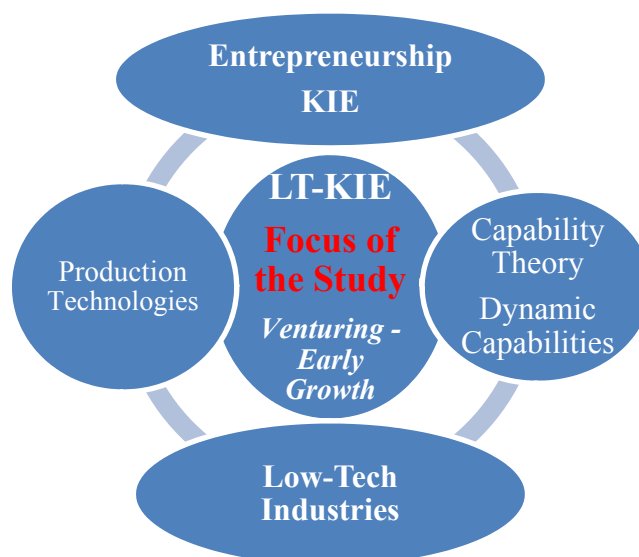 Entrepreneurship
KIE
LT-KIE
Focus of
the Study
Venturing -
Early
Growth
Production
Technologies
Capability
Theory
Dynamic
Capabilities
Low-Tech
Industries